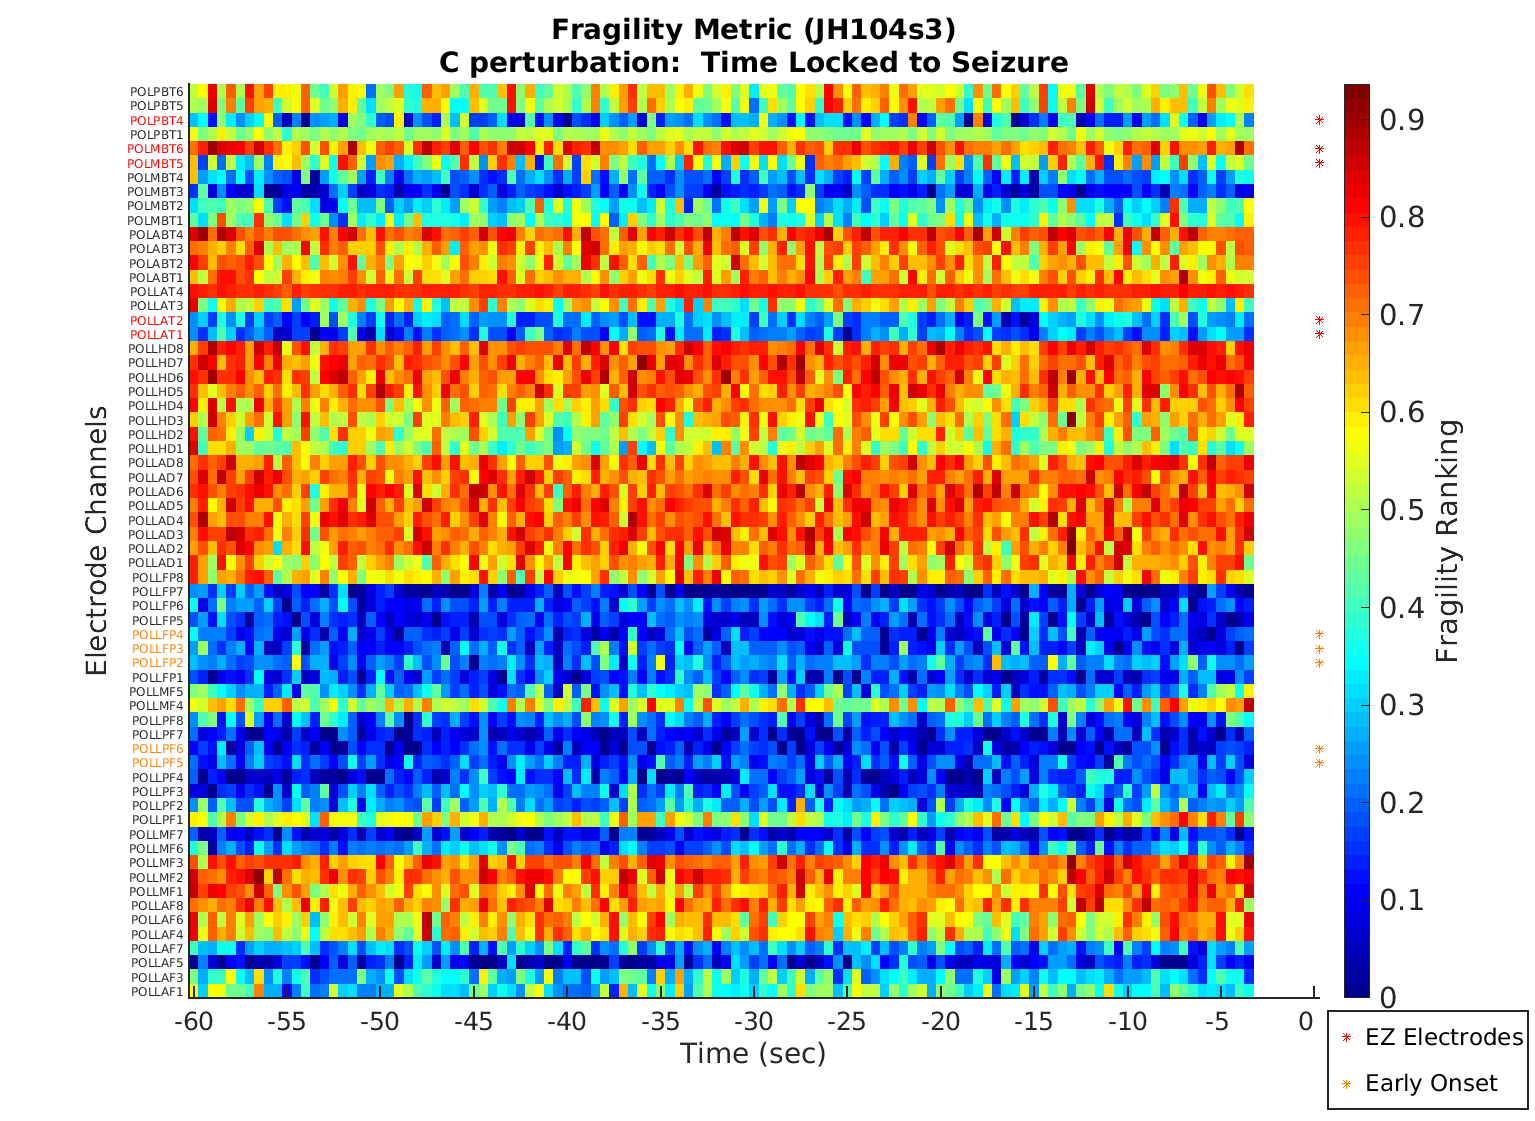 Fragility Metric (JH104s3)
C perturbation:  Time Locked to Seizure
POLPBT6
POLPBT5
POLPBT4
POLPBT1
POLMBT6
POLMBT5
POLMBT4
POLMBT3
POLMBT2
POLMBT1
POLABT4
POLABT3
POLABT2
POLABT1
POLLAT4
POLLAT3
POLLAT2
POLLAT1
POLLHD8
POLLHD7
POLLHD6
POLLHD5
POLLHD4
POLLHD3
POLLHD2
POLLHD1
POLLAD8
POLLAD7
POLLAD6
POLLAD5
POLLAD4
POLLAD3
POLLAD2
POLLAD1
POLLFP8
POLLFP7
POLLFP6
POLLFP5
POLLFP4
POLLFP3
POLLFP2
POLLFP1
POLLMF5
POLLMF4
POLLPF8
POLLPF7
POLLPF6
POLLPF5
POLLPF4
POLLPF3
POLLPF2
POLLPF1
POLLMF7
POLLMF6
POLLMF3
POLLMF2
POLLMF1
POLLAF8
POLLAF6
POLLAF4
POLLAF7
POLLAF5
POLLAF3
POLLAF1
Electrode Channels
-60 -55 -50 -45 -40 -35 -30 -25 -20 -15 -10 -5 0
Time (sec)
0.9
0.8
0.7
0.6
0.5
0.4
0.3
0.2
0.1
0
Fragility Ranking
EZ Electrodes
Early Onset